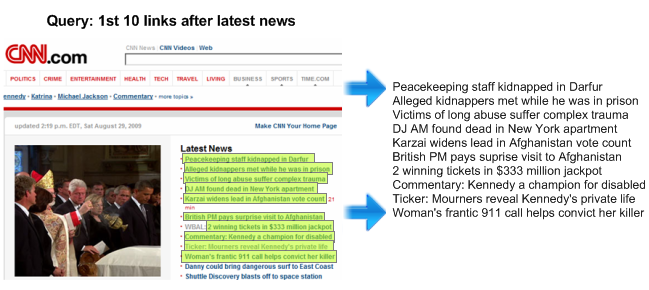 Query: 1st 10 links after latest news
CNN.com
CNN News CNN Videos Web
POLITICS CRIME ENTERTAINMENT HEALTH TECH TRAVEL LIVING BUSINESS SPORTS TIME.COM
ennedy • Katrina • Michael Jackson • Commentary • more topics »
updated 2:19 p.m. EDT, Sat August 29, 2009
Make CNN Your Home Page
Latest News
Peacekeeping staff kidnapped in Darfur
Alleged kidnappers met while he was in prison
Victims of long abuse suffer complex trauma
DJ AM found dead in New York apartment
Karzai widens lead in Afghanistan vote count 21
min
British PM pays surprise visit to Afghanistan
WBAL: 2 winning tickets in $333 million jackpot
Commentary: Kennedy a champion for disabled
Ticker: Mourners reveal Kennedy's private life
Woman's frantic 911 call helps convict her killer
Danny could bring dangerous surf to East Coast
Shuttle Discovery blasts off to space station
Peacekeeping staff kidnapped in Darfur
Alleged kidnappers met while he was in prison
Victims of long abuse suffer complex trauma
DJ AM found dead in New York apartment
Karzai widens lead in Afghanistan vote count
British PM pays suprise visit to Afghanistan
2 winning tickets in $333 million jackpot
Commentary: Kennedy a champion for disabled
Ticker: Mourners reveal Kennedy's private life
Woman's frantic 911 call helps convict her killer